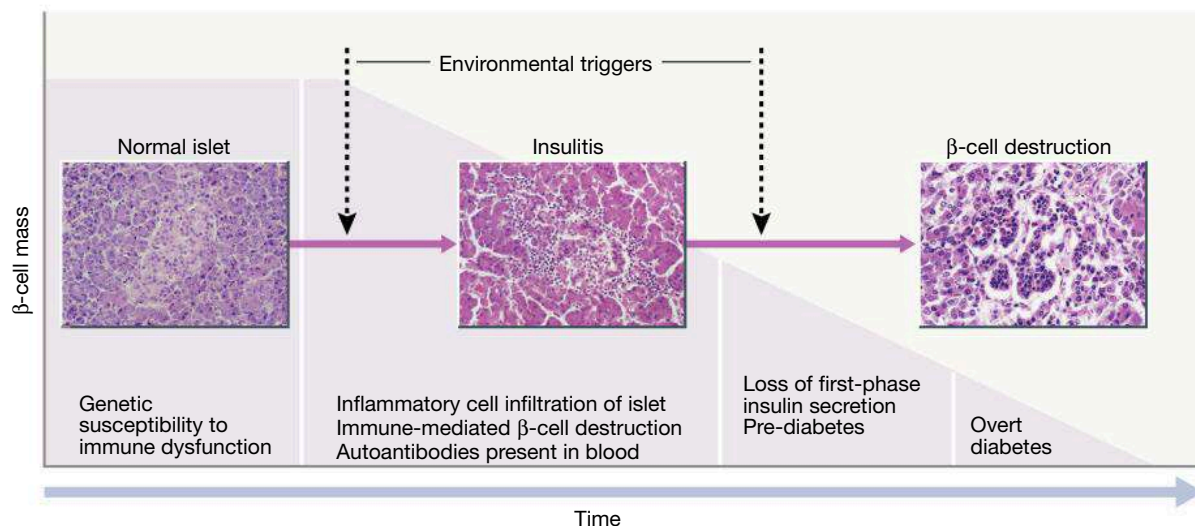 Environmental triggers
Normal islet
Insulitis
β-cell destruction
β-cell mass
Genetic
susceptibility to
immune dysfunction
Inflammatory cell infiltration of islet
Immune-mediated β-cell destruction
Autoantibodies present in blood
Loss of first-phase
insulin secretion
Pre-diabetes
Overt
diabetes
Time